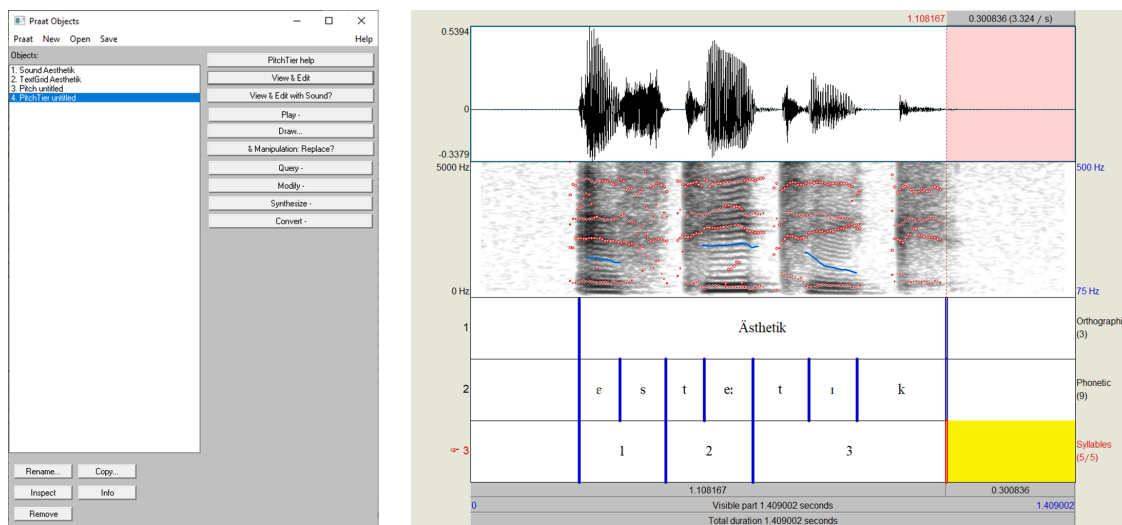 Praat Objects
Praat New Open Save Help
Objects:
1. Sound Aesthetik
2. TextGrid Aesthetik
3. Pitch untitled
4. PitchTier untitled
PitchTier help
View & Edit
View & Edit with Sound?
Play -
Draw...
& Manipulation: Replace?
Query -
Modify -
Synthesize -
Convert -
Rename... Copy...
Inspect Info
Remove
1.108167 0.300836 (3.324 / s)
0.5394
0
-0.3379
5000 Hz 500 Hz
0 Hz 75 Hz
1 Ästhetik Orthographi
(3)
2 ɐ s t eː t ɪ k Phonetic
(9)
3 1 2 3 Syllables
(5/5)
1.108167 0.300836
0 Visible part 1.409002 seconds 1.409002
Total duration 1.409002 seconds